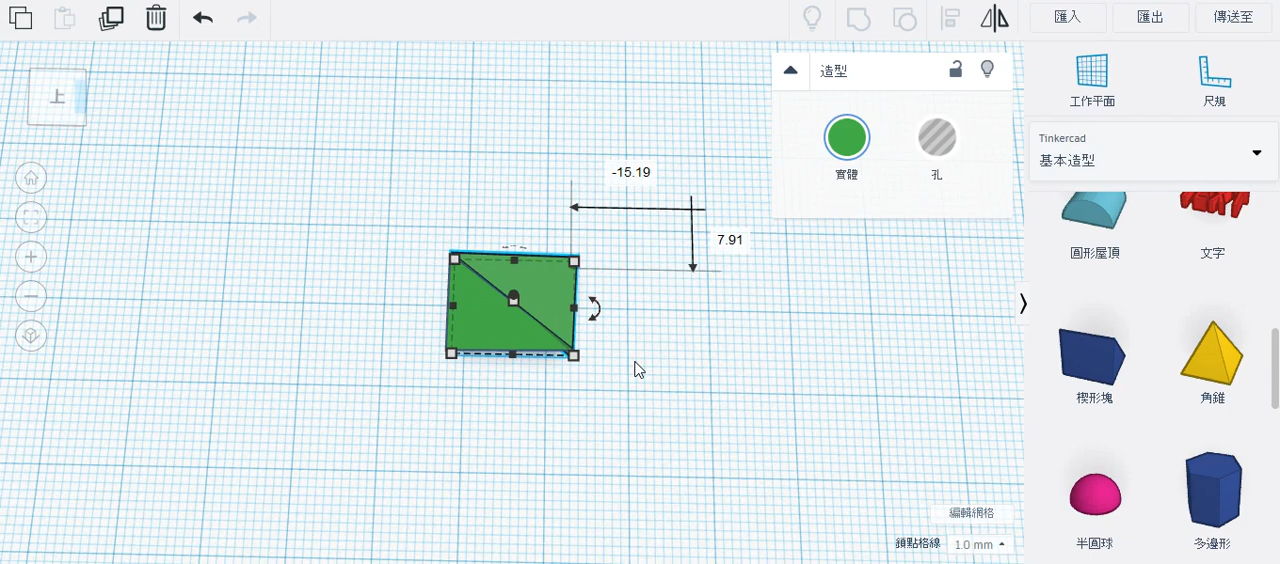 匯入
匯出
傳送至
上
造型
實體
孔
-15.19
7.91
工作平面
尺規
Tinkercad
基本造型
圓形屋頂
文字
楔形塊
角錐
半圓球
多邊形
編輯網格
鎖點格線
1.0 mm